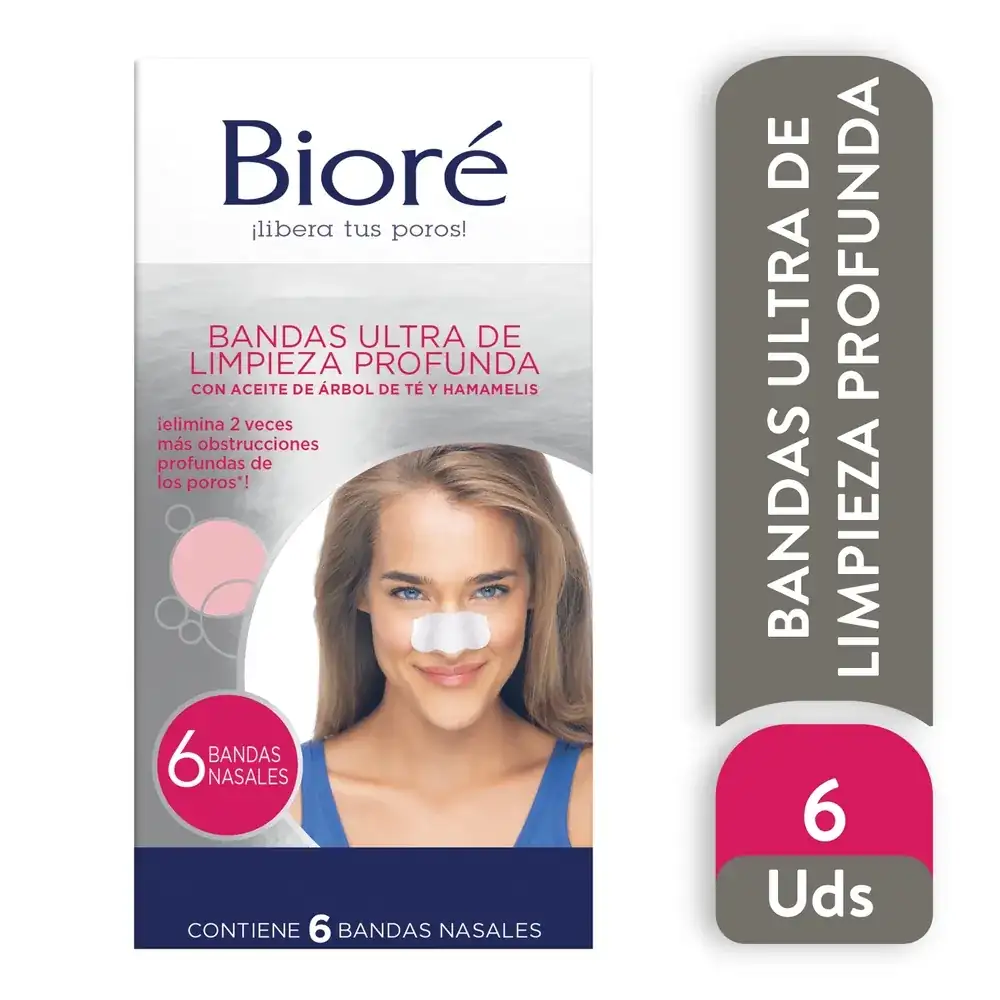 Bioré
¡libera tus poros!
BANDAS ULTRA DE
LIMPIEZA PROFUNDA
CON ACEITE DE ÁRBOL DE TÉ Y HAMAMELIS
¡elimina 2 veces
más obstrucciones
profundas de
los poros*!
6 BANDAS
NASALES
CONTIENE 6 BANDAS NASALES
BANDAS ULTRA DE
LIMPIEZA PROFUNDA
6
Uds